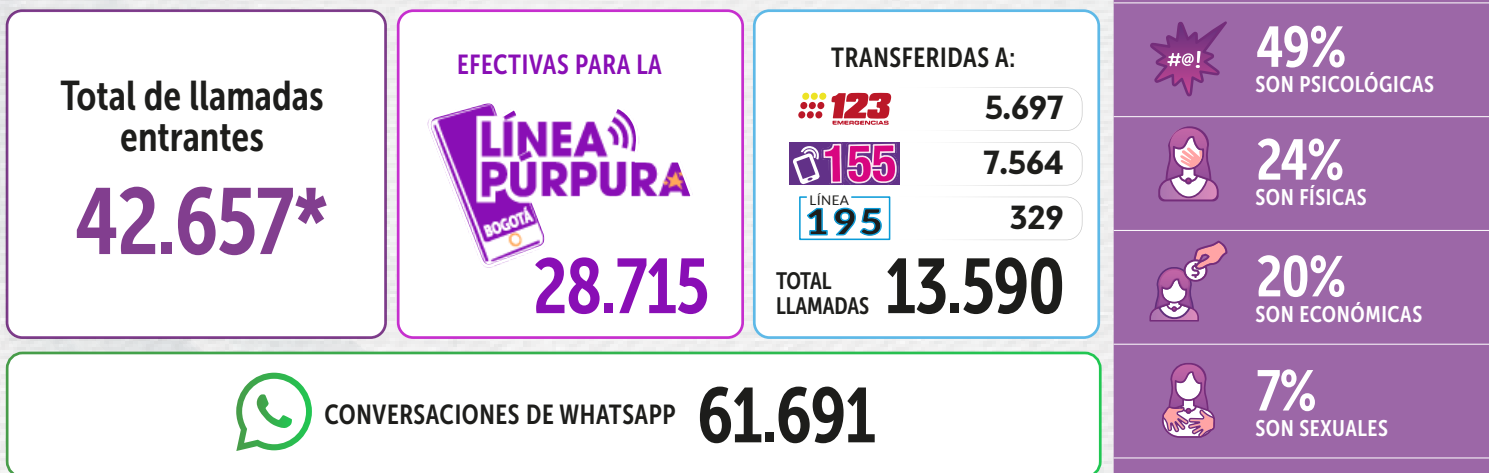 Total de llamadas
entrantes
42.657*
EFECTIVAS PARA LA
LÍNEA
PÚRPURA
BOGOTÁ
28.715
TRANSFERIDAS A:
123
EMERGENCIAS
5.697
155
7.564
LÍNEA
195
329
TOTAL
LLAMADAS
13.590
CONVERSACIONES DE WHATSAPP 61.691
#@!
49%
SON PSICOLÓGICAS
24%
SON FÍSICAS
$
20%
SON ECONÓMICAS
7%
SON SEXUALES